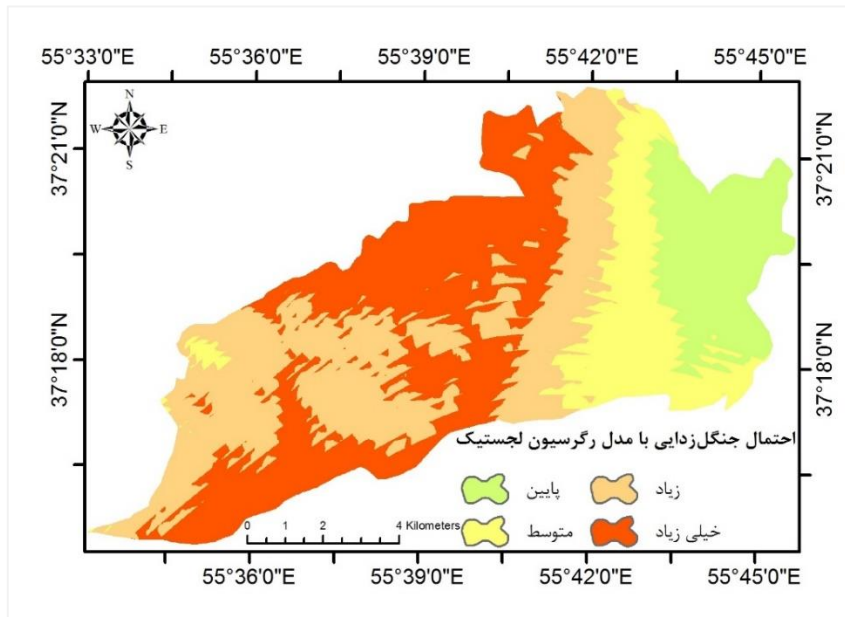 55°33'0"E 55°36'0"E 55°39'0"E 55°42'0"E 55°45'0"E
N
W E
S
37°21'0"N 37°21'0"N
37°18'0"N 37°18'0"N
احتمال جنگل‌زدایی با مدل رگرسیون لجستیک
زیاد پایین
خیلی زیاد متوسط
0 1 2 4 Kilometers
55°36'0"E 55°39'0"E 55°42'0"E 55°45'0"E